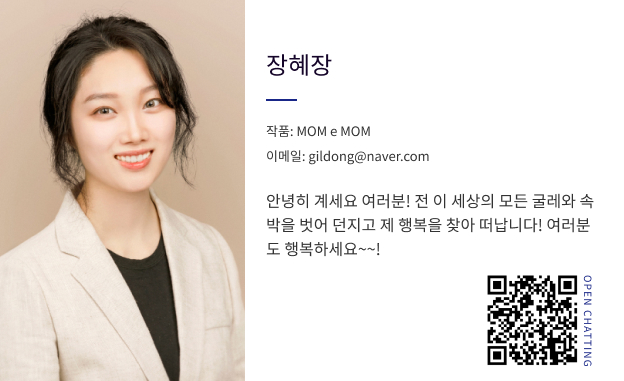 장혜장
작품: MOM e MOM
이메일: gildong@naver.com
안녕히 계세요 여러분! 전 이 세상의 모든 굴레와 속
박을 벗어 던지고 제 행복을 찾아 떠납니다! 여러분
도 행복하세요~~!
OPEN CHATTING